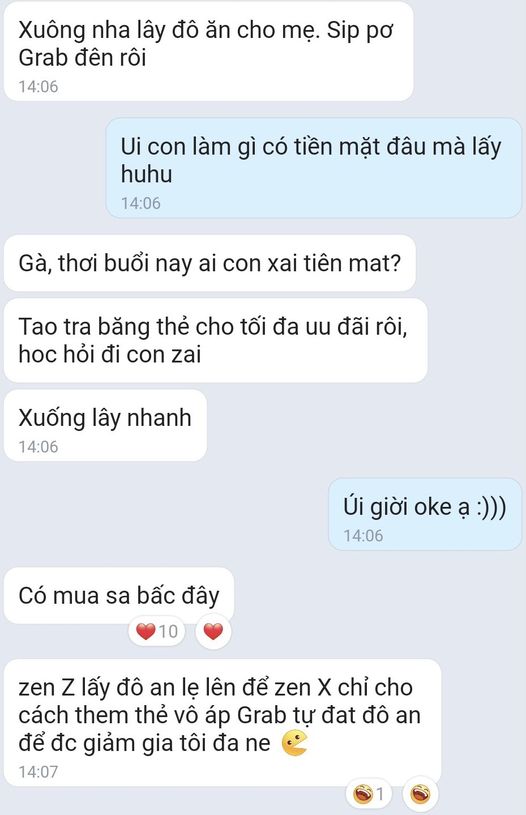 Xuông nha lây đô ăn cho mẹ. Sip pơ
Grab đên rôi
14:06
Ui con làm gì có tiền mặt đâu mà lấy
huhu
14:06
Gà, thơi buổi nay ai con xai tiên mat?
Tao tra băng thẻ cho tối đa uu đãi rôi,
hoc hỏi đi con zai
Xuống lây nhanh
14:06
Úi giời oke ạ :)))
14:06
Có mua sa bấc đây
10
zen Z lấy đô an lẹ lên để zen X chỉ cho
cách them thẻ vô áp Grab tự đat đô an
để đc giảm gia tôi đa ne
14:07
1